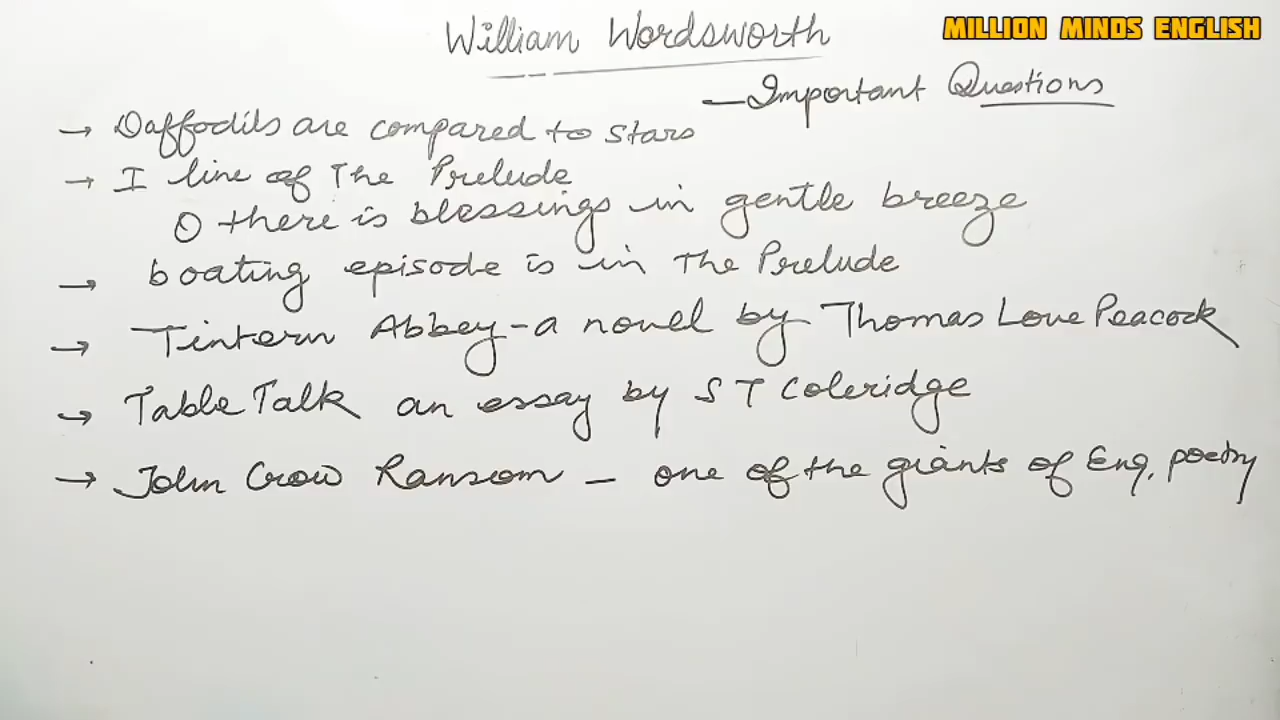 William Wordsworth
MILLION MINDS ENGLISH
— Important Questions
→ Daffodils are compared to stars
→ I line of The Prelude
O there is blessings in gentle breeze
→ boating episode is in The Prelude
→ Tintern Abbey - a novel by Thomas Love Peacock
→ Table Talk an essay by S T Coleridge
→ John Crow Ransom – one of the giants of Eng. poetry